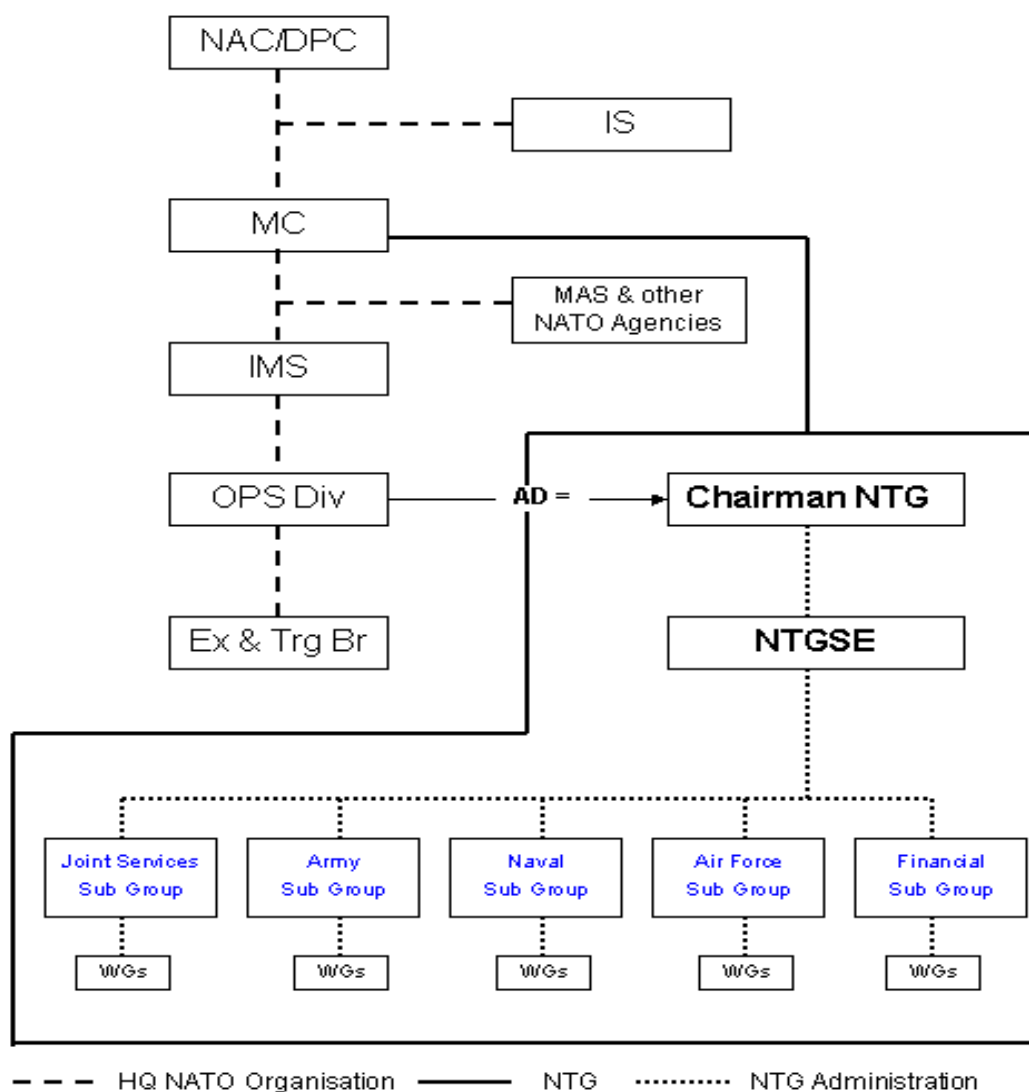 NAC/DPC
IS
MC
MAS & other
NATO Agencies
IMS
OPS Div
AD =
Chairman NTG
Ex & Trg Br
NTGSE
Joint Services
Sub Group
Army
Sub Group
Naval
Sub Group
Air Force
Sub Group
Financial
Sub Group
WGs
WGs
WGs
WGs
WGs
HQ NATO Organisation
NTG
NTG Administration